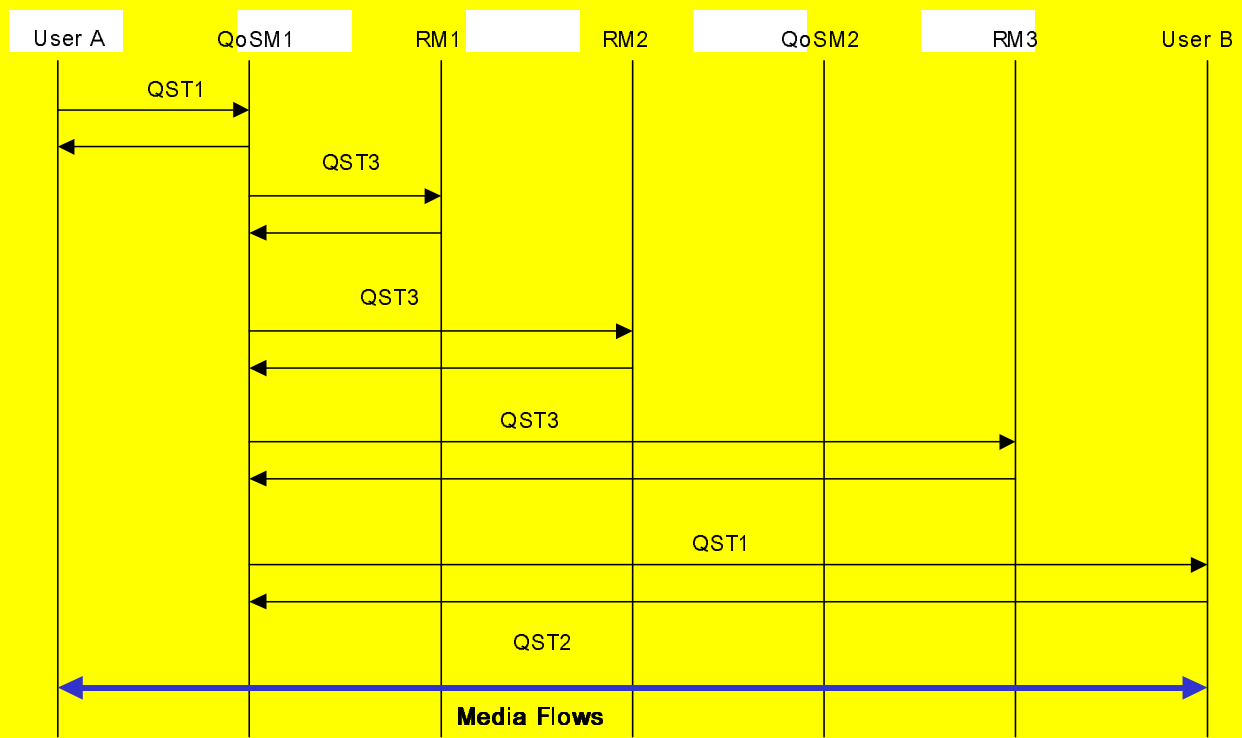 User A QoSM1 RM1 RM2 QoSM2 RM3 User B
QST1
QST3
QST3
QST3
QST1
QST2
Media Flows